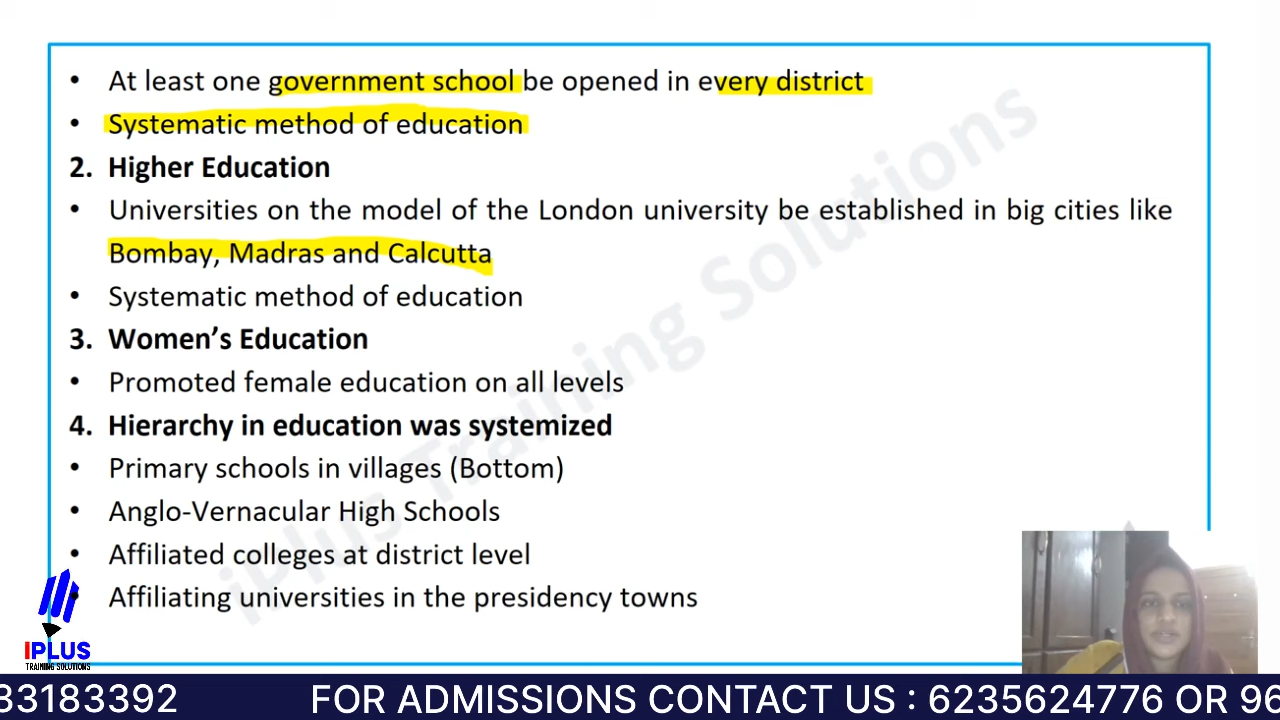 • At least one government school be opened in every district
• Systematic method of education
2. Higher Education
• Universities on the model of the London university be established in big cities like
Bombay, Madras and Calcutta
• Systematic method of education
3. Women's Education
• Promoted female education on all levels
4. Hierarchy in education was systemized
• Primary schools in villages (Bottom)
• Anglo-Vernacular High Schools
• Affiliated colleges at district level
• Affiliating universities in the presidency towns
iPlus Training Solutions
IPLUS
TRAINING SOLUTIONS
33183392 FOR ADMISSIONS CONTACT US : 6235624776 OR 96